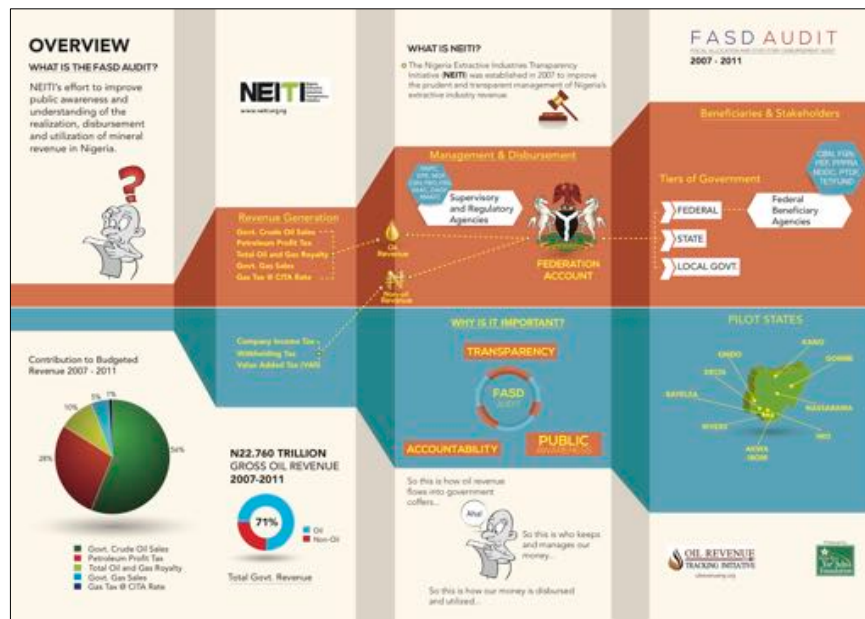 OVERVIEW
WHAT IS THE FASD AUDIT?
NEITI's effort to improve
public awareness and
understanding of the
realization, disbursement
and utilization of mineral
revenue in Nigeria.
?
NEITI
www.neiti.org.ng
WHAT IS NEITI?
The Nigeria Extractive Industries Transparency
Initiative (NEITI) was established in 2007 to improve
the prudent and transparent management of Nigeria's
extractive industry revenue.
FASD AUDIT
2007 - 2011
Revenue Generation
Govt. Crude Oil Sales
Petroleum Profit Tax
Total Oil and Gas Royalty
Govt. Gas Sales
Gas Tax @ CITA Rate
Company Income Tax
Withholding Tax
Value Added Tax (VAT)
Oil
Revenue
Non-oil
Revenue
Management & Disbursement
Supervisory
and Regulatory
Agencies
FEDERATION
ACCOUNT
Beneficiaries & Stakeholders
CBN, FGN,
NDDC, PTDF,
TETFUND
Tiers of Government
FEDERAL
STATE
LOCAL GOVT.
Federal
Beneficiary
Agencies
WHY IS IT IMPORTANT?
TRANSPARENCY
FASD
AUDIT
ACCOUNTABILITY
PUBLIC
AWARENESS
PILOT STATES
KANO
GOMBE
ONDO
DELTA
BAYELSA
NASSARAWA
RIVERS
IMO
AKWA
IBOM
Contribution to Budgeted
Revenue 2007 - 2011
1%
5%
10%
28%
56%
Govt. Crude Oil Sales
Petroleum Profit Tax
Total Oil and Gas Royalty
Govt. Gas Sales
Gas Tax @ CITA Rate
N22.760 TRILLION
GROSS OIL REVENUE
2007-2011
71%
Oil
Non-Oil
Total Govt. Revenue
So this is how oil revenue
flows into government
coffers...
Aha!
So this is who keeps
and manages our
money...
So this is how our money is disbursed
and utilized...
OIL REVENUE
TRACKING INITIATIVE
Yar'Adua
Foundation